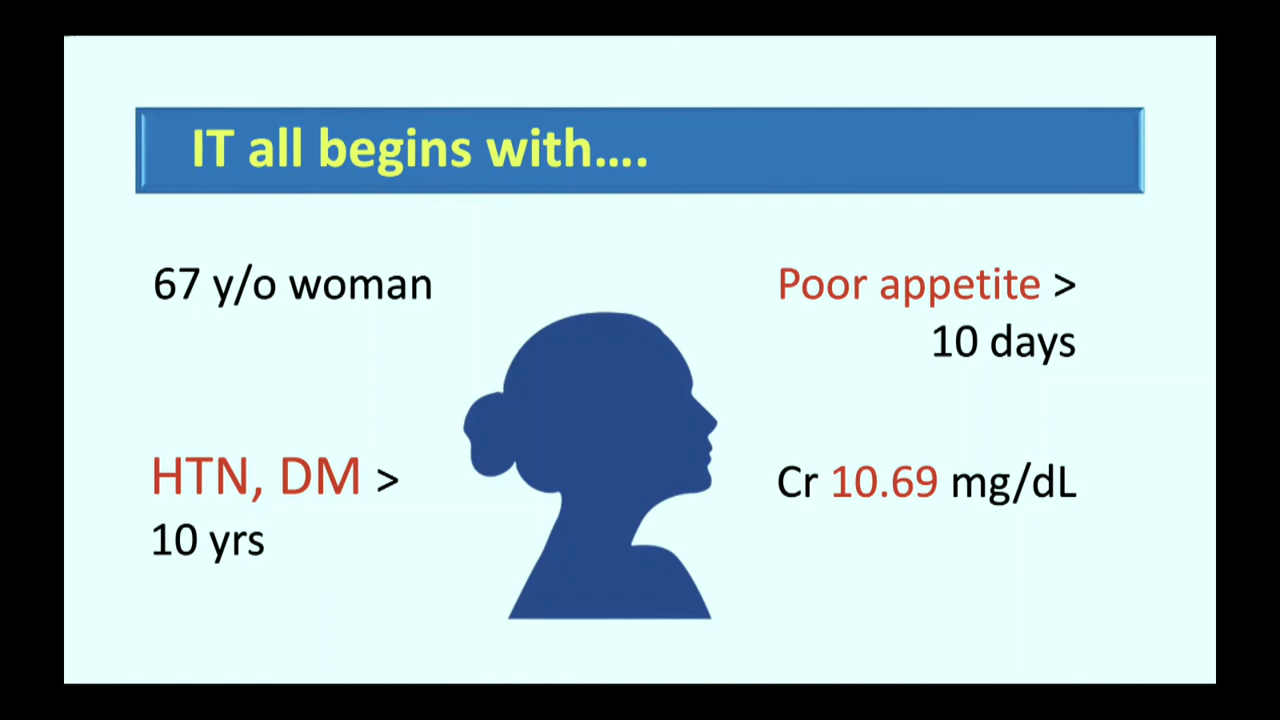 IT all begins with....
67 y/o woman
Poor appetite >
10 days
HTN, DM >
10 yrs
Cr 10.69 mg/dL